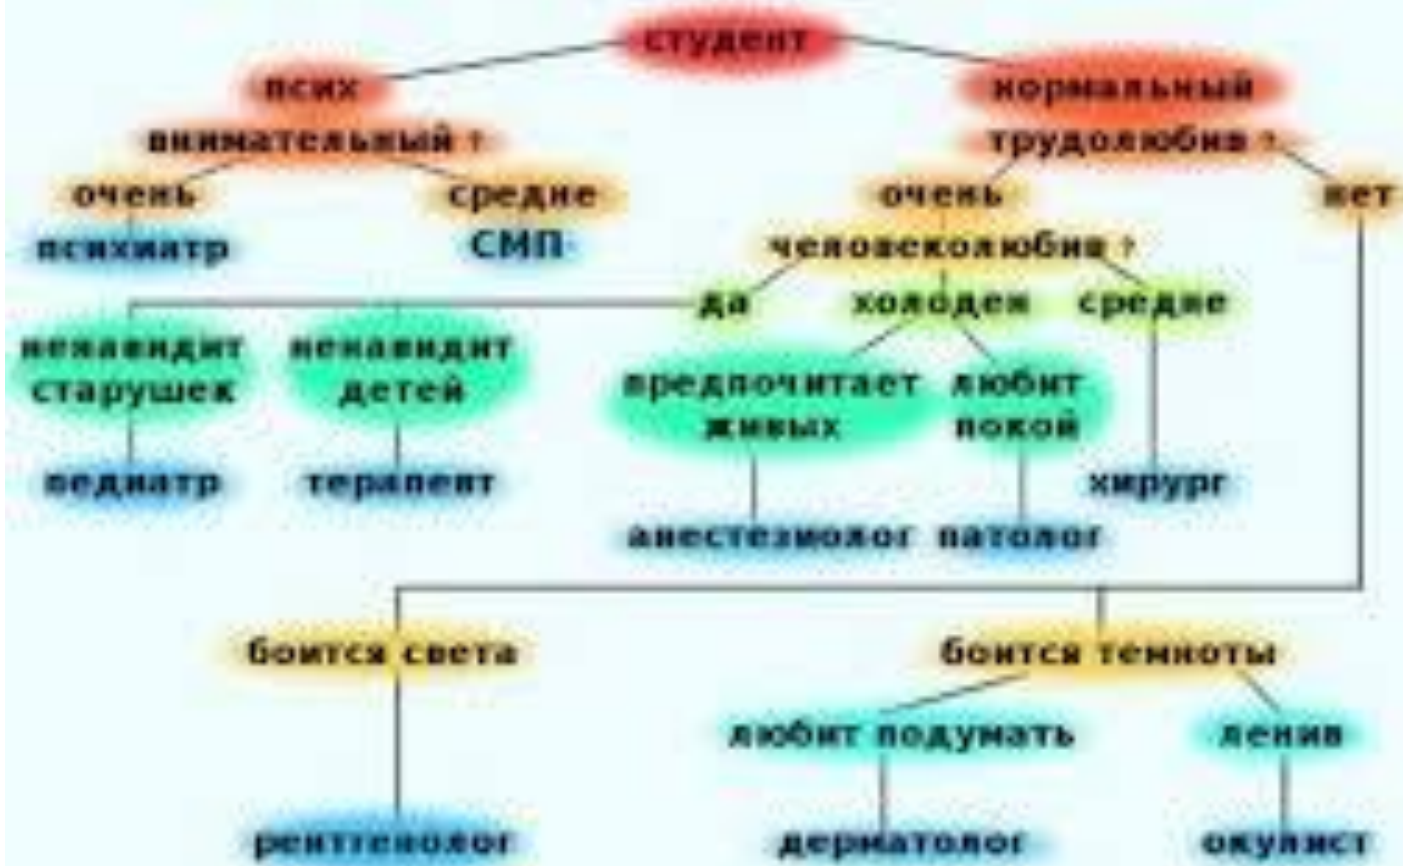 студент
псих
нормальный
внимательный ?
трудолюбив ?
очень
средне
очень
нет
психиатр
СМП
человеколюбив ?
да
холоден
средне
ненавидит
старушек
ненавидит
детей
предпочитает
живых
любит
покой
педиатр
терапевт
хирург
анестезиолог
патолог
боится света
боится темноты
любит подумать
ленив
рентгенолог
дерматолог
окулист